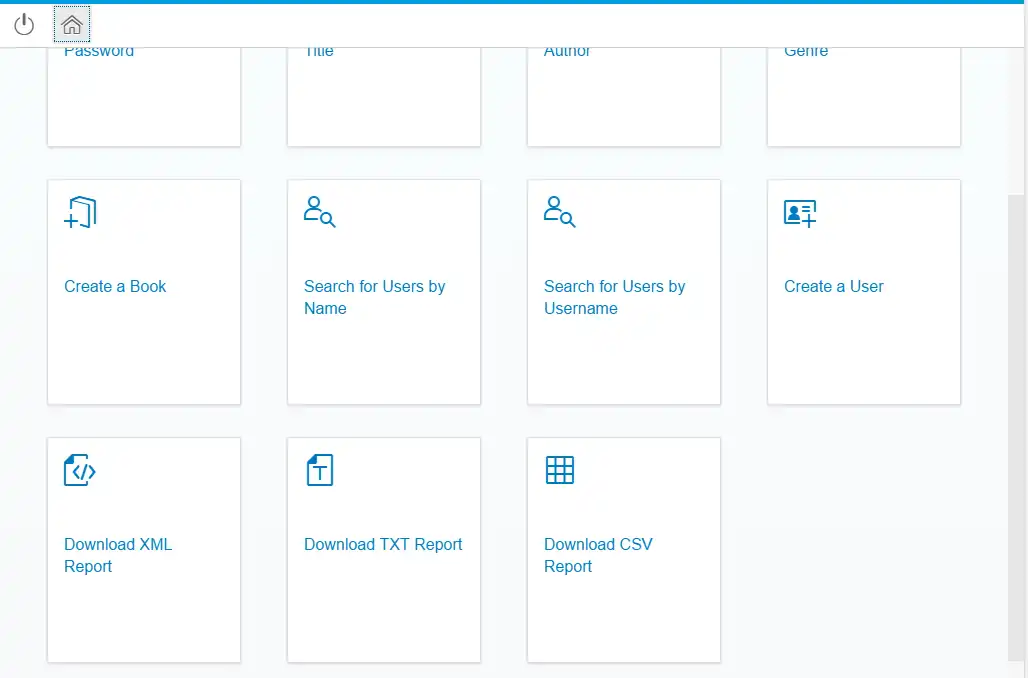 Password
Title
Author
Genre
Create a Book
Search for Users by
Name
Search for Users by
Username
Create a User
Download XML
Report
Download TXT Report
Download CSV
Report